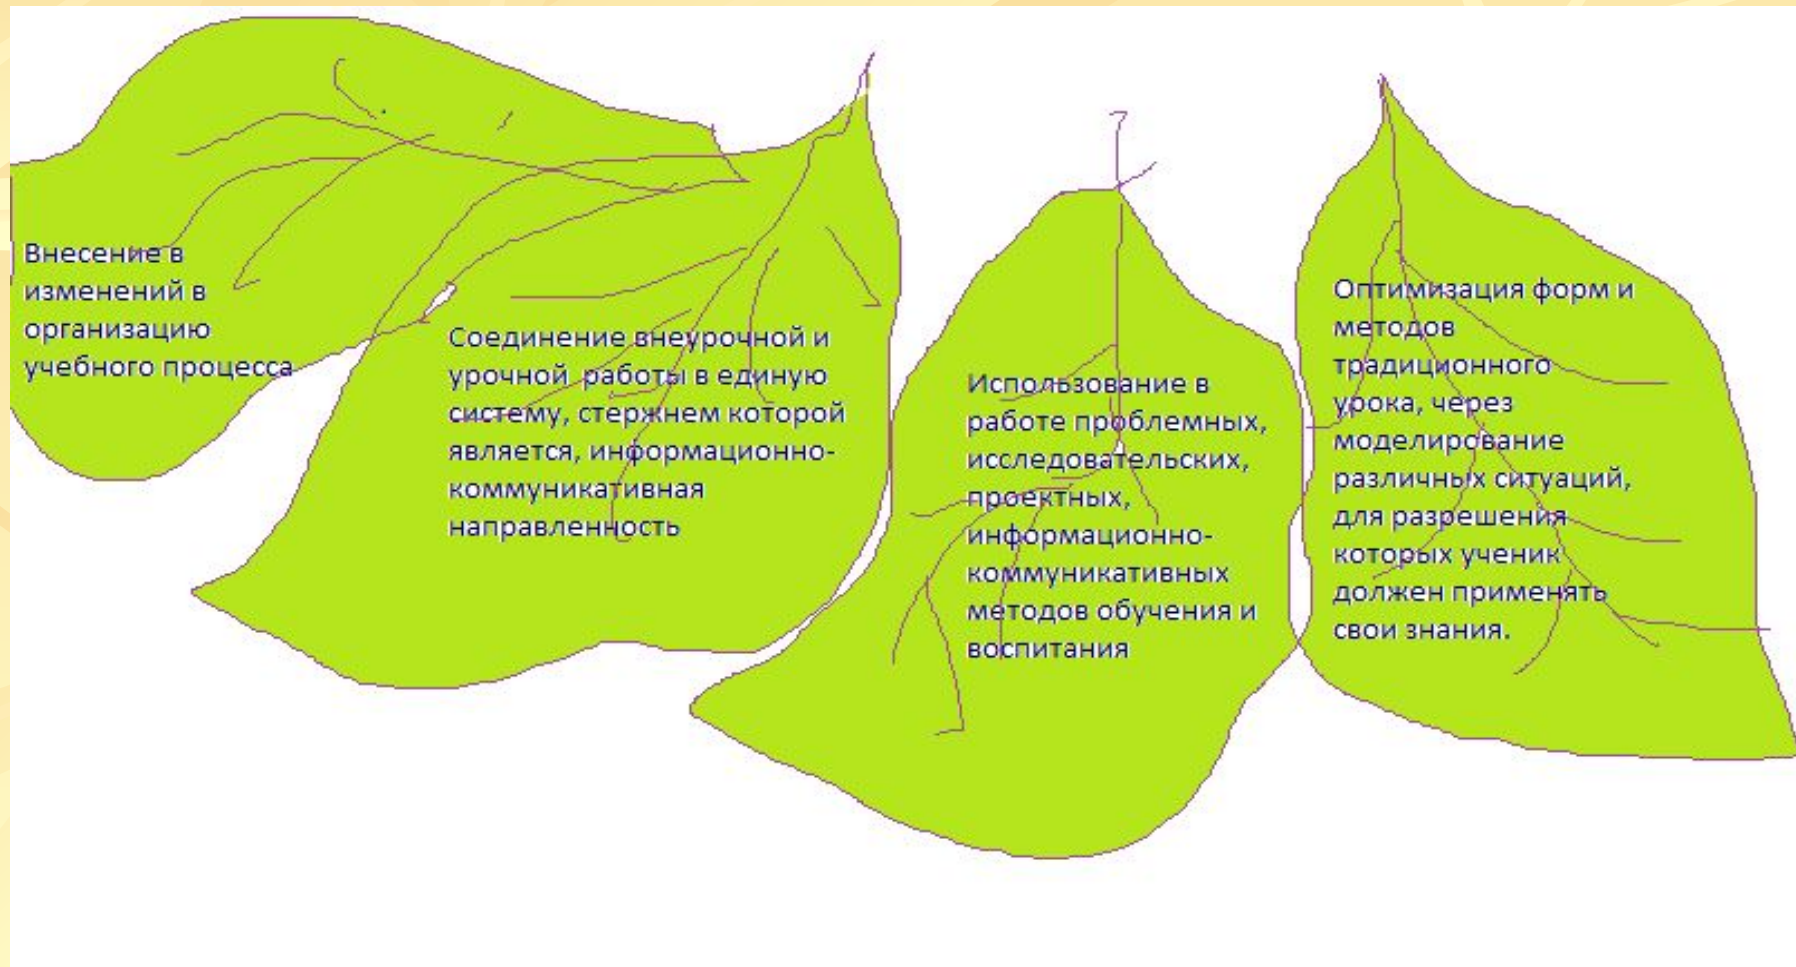 Внесение в
изменений в
организацию
учебного процесса
Соединение внеурочной и
урочной работы в единую
систему, стержнем которой
является, информационно-
коммуникативная
направленность
Использование в
работе проблемных,
исследовательских,
проектных,
информационно-
коммуникативных
методов обучения и
воспитания
Оптимизация форм и
методов
традиционного
урока, через
моделирование
различных ситуаций,
для разрешения
которых ученик
должен применять
свои знания.